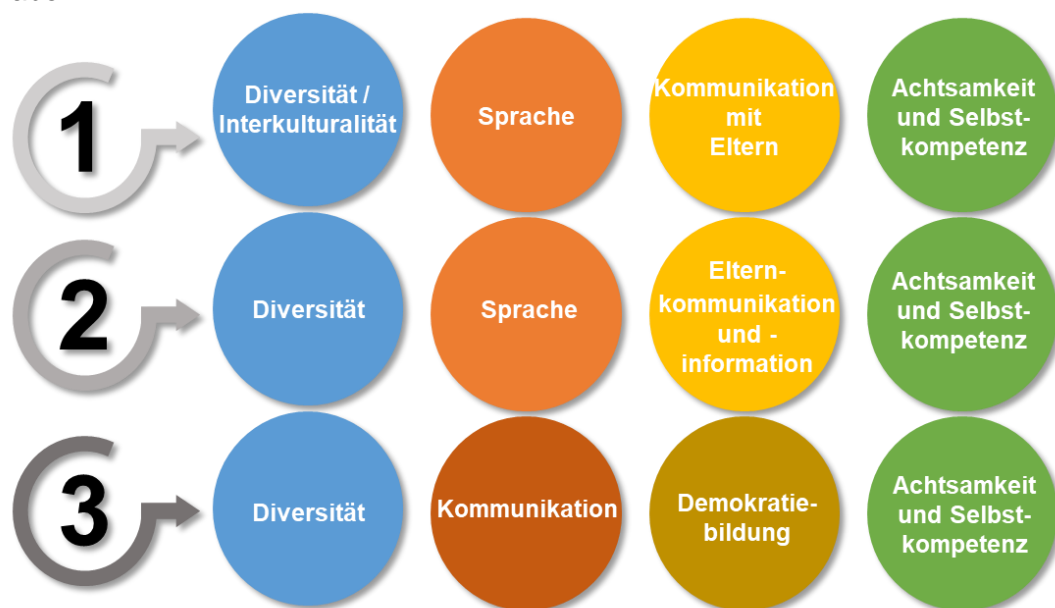 1
Diversität /
Interkulturalität
Sprache
Kommunikation
mit
Eltern
Achtsamkeit
und Selbst-
kompetenz
2
Diversität
Sprache
Eltern-
kommunikation
und -
information
Achtsamkeit
und Selbst-
kompetenz
3
Diversität
Kommunikation
Demokratie-
bildung
Achtsamkeit
und Selbst-
kompetenz